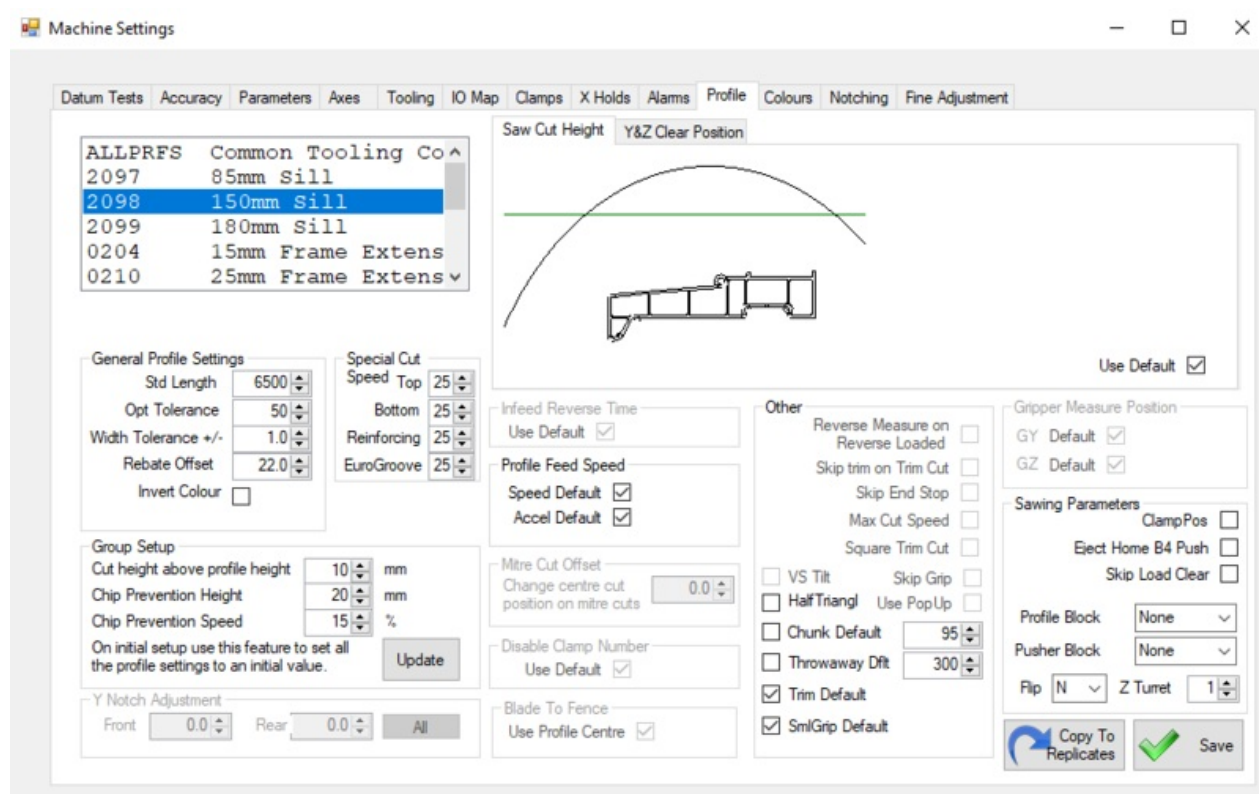 Machine Settings
Datum Tests Accuracy Parameters Axes Tooling IO Map Clamps X Holds Alarms Profile Colours Notching Fine Adjustment
ALLPRFS Common Tooling Co
2097 85mm Sill
2098 150mm Sill
2099 180mm Sill
0204 15mm Frame Extens
0210 25mm Frame Extens
Saw Cut Height Y&Z Clear Position
Use Default
General Profile Settings
Std Length 6500
Opt Tolerance 50
Width Tolerance +/- 1.0
Rebate Offset 22.0
Invert Colour
Special Cut
Speed Top 25
Bottom 25
Reinforcing 25
EuroGroove 25
Group Setup
Cut height above profile height 10 mm
Chip Prevention Height 20 mm
Chip Prevention Speed 15 %
On initial setup use this feature to set all
the profile settings to an initial value.
Update
Y Notch Adjustment
Front 0.0 Rear 0.0 All
Infeed Reverse Time
Use Default
Profile Feed Speed
Speed Default
Accel Default
Mitre Cut Offset
Change centre cut
position on mitre cuts
0.0
Disable Clamp Number
Use Default
Blade To Fence
Use Profile Centre
Other
Reverse Measure on
Reverse Loaded
Skip trim on Trim Cut
Skip End Stop
Max Cut Speed
Square Trim Cut
VS Tilt Skip Grip
HalfTriangl Use PopUp
Chunk Default 95
Throwaway Dflt 300
Trim Default
SmlGrip Default
Gripper Measure Position
GY Default
GZ Default
Sawing Parameters
ClampPos
Eject Home B4 Push
Skip Load Clear
Profile Block None
Pusher Block None
Flip N Z Turret 1
Copy To
Replicates
Save